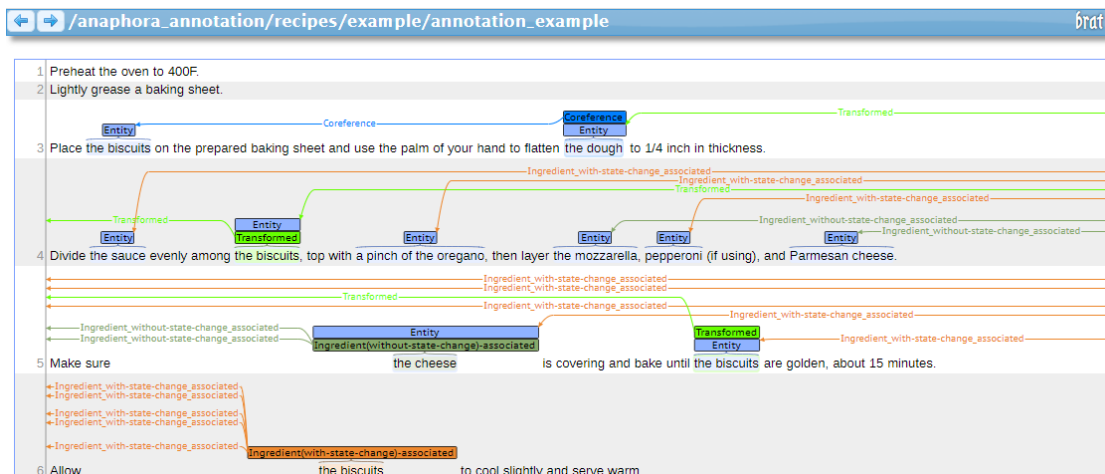 /anaphora_annotation/recipes/example/annotation_example brat
1 Preheat the oven to 400F.
2 Lightly grease a baking sheet.
Coreference Transformed
Entity Coreference Entity
3 Place the biscuits on the prepared baking sheet and use the palm of your hand to flatten the dough to 1/4 inch in thickness.
Ingredient_with-state-change_associated
Ingredient_with-state-change_associated
Transformed
Ingredient_with-state-change_associated
Transformed Entity Ingredient_without-state-change_associated
Entity Transformed Entity Entity Entity Entity Ingredient_without-state-change_associated
4 Divide the sauce evenly among the biscuits, top with a pinch of the oregano, then layer the mozzarella, pepperoni (if using), and Parmesan cheese.
Ingredient_with-state-change_associated
Ingredient_with-state-change_associated
Transformed
Ingredient_with-state-change_associated
Ingredient_with-state-change_associated
Ingredient_without-state-change_associated Entity Transformed
Ingredient_without-state-change_associated Ingredient(without-state-change)-associated Entity Ingredient_with-state-change_associated
5 Make sure the cheese is covering and bake until the biscuits are golden, about 15 minutes.
Ingredient_with-state-change_associated
Ingredient_with-state-change_associated
Ingredient_with-state-change_associated
Ingredient_with-state-change_associated
Ingredient_with-state-change_associated
Ingredient(with-state-change)-associated
6 Allow the biscuits to cool slightly and serve warm